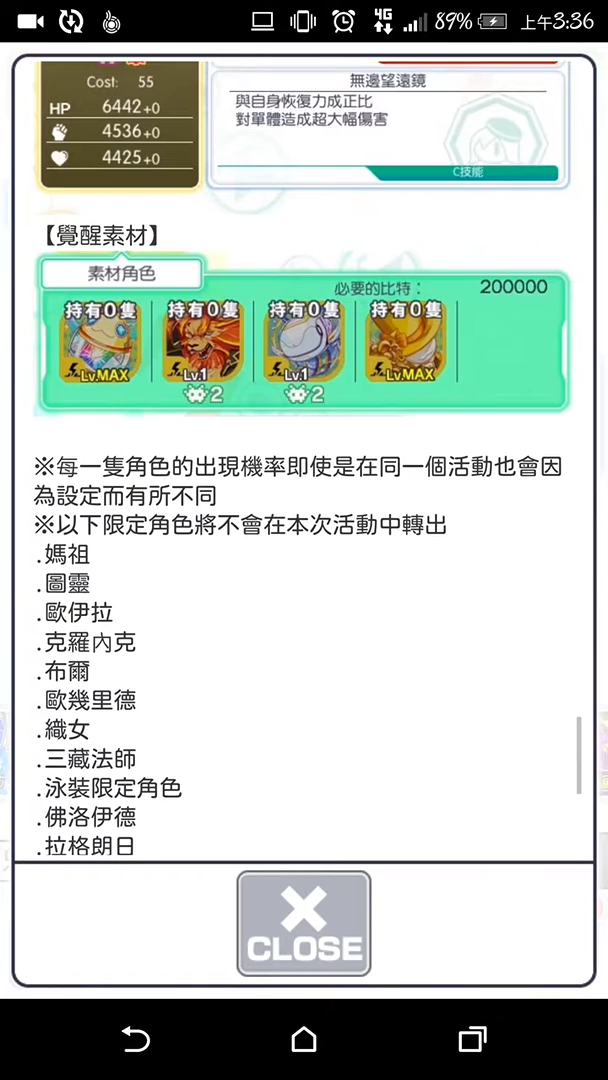 4G 89% 上午3:36
Cost: 55
HP 6442+0
4536+0
4425+0
無邊望遠鏡
與自身恢復力成正比
對單體造成超大幅傷害
C技能
【覺醒素材】
素材角色
必要的比特： 200000
持有0隻 持有0隻 持有0隻 持有0隻
Lv.MAX Lv.1 Lv.1 Lv.MAX
2 2
※每一隻角色的出現機率即使是在同一個活動也會因
為設定而有所不同
※以下限定角色將不會在本次活動中轉出
.媽祖
.圖靈
.歐伊拉
.克羅內克
.布爾
.歐幾里德
.織女
.三藏法師
.泳裝限定角色
.佛洛伊德
.拉格朗日
CLOSE